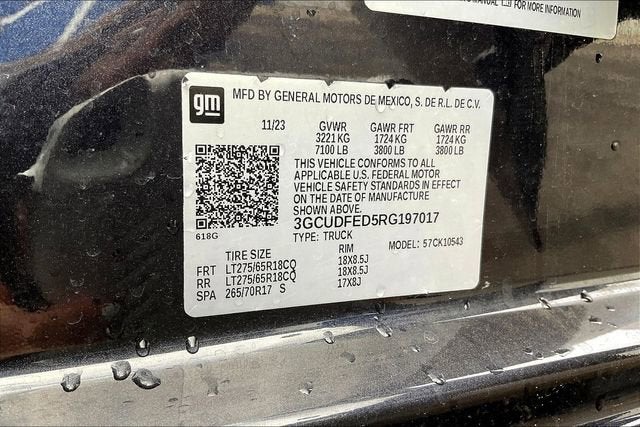 MANUAL FOR MORE INFORMATION
gm MFD BY GENERAL MOTORS DE MEXICO, S. DE R.L. DE C.V.
11/23 GVWR GAWR FRT GAWR RR
3221 KG 1724 KG 1724 KG
7100 LB 3800 LB 3800 LB
THIS VEHICLE CONFORMS TO ALL
APPLICABLE U.S. FEDERAL MOTOR
VEHICLE SAFETY STANDARDS IN EFFECT
ON THE DATE OF MANUFACTURE
SHOWN ABOVE.
3GCUDFED5RG197017
618G
TYPE: TRUCK MODEL: 57CK10543
TIRE SIZE RIM
FRT LT275/65R18CQ 18X8.5J
RR LT275/65R18CQ 18X8.5J
SPA 265/70R17 S 17X8J